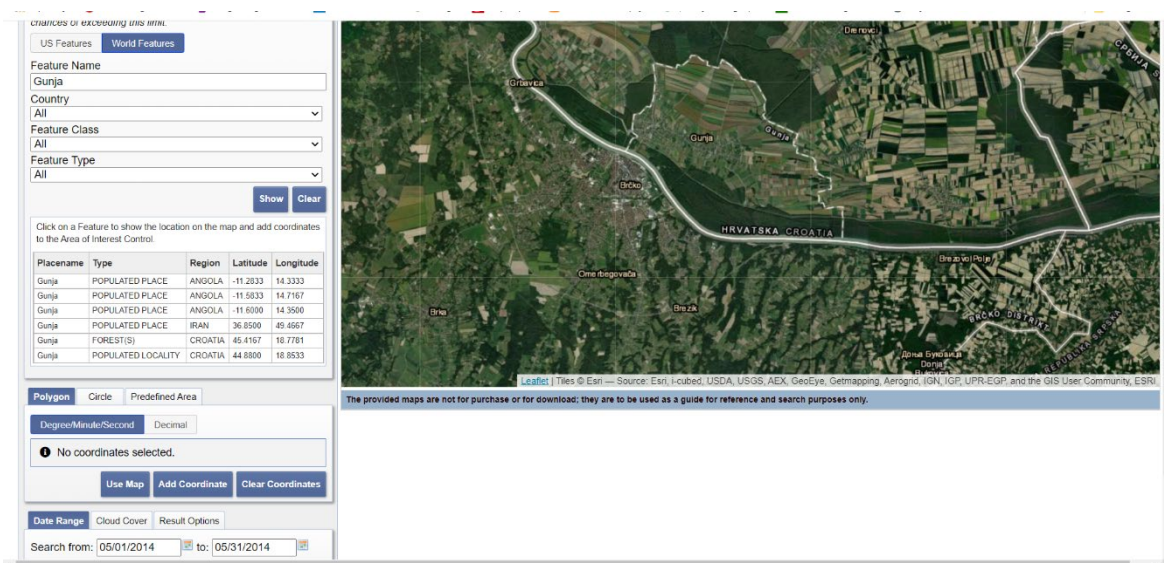 chances of exceeding this limit.
US Features World Features
Feature Name
Gunja
Country
All
Feature Class
All
Feature Type
All
Show Clear
Click on a Feature to show the location on the map and add coordinates
to the Area of Interest Control.
Placename Type Region Latitude Longitude
Gunja POPULATED PLACE ANGOLA -11.2833 14.3333
Gunja POPULATED PLACE ANGOLA -11.5833 14.7167
Gunja POPULATED PLACE ANGOLA -11.6000 14.3500
Gunja POPULATED PLACE IRAN 36.8500 49.4667
Gunja FOREST(S) CROATIA 45.4167 18.7781
Gunja POPULATED LOCALITY CROATIA 44.8800 18.8533
Polygon Circle Predefined Area
Degree/Minute/Second Decimal
No coordinates selected.
Use Map Add Coordinate Clear Coordinates
Date Range Cloud Cover Result Options
Search from: 05/01/2014 to: 05/31/2014
Drenovci
СРБИЈА
Grbavica
Gunja
Gunja
Brčko
HRVATSKA CROATIA
Brezovo Polje
Omerbegovača
Brka
Brezik
BRČKO DISTRIKT
REPUBLIKA SRPSKA
Доња Буковица
Donja
Bukovica
Leaflet | Tiles © Esri — Source: Esri, i-cubed, USDA, USGS, AEX, GeoEye, Getmapping, Aerogrid, IGN, IGP, UPR-EGP, and the GIS User Community, ESRI
The provided maps are not for purchase or for download; they are to be used as a guide for reference and search purposes only.